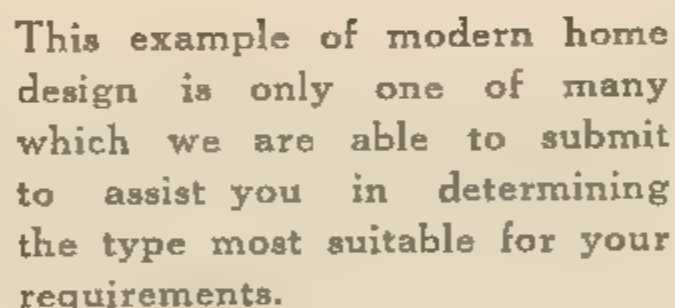 This example of modern home
design is only one of many
which we are able to submit
to assist you in determining
the type most suitable for your
requirements.